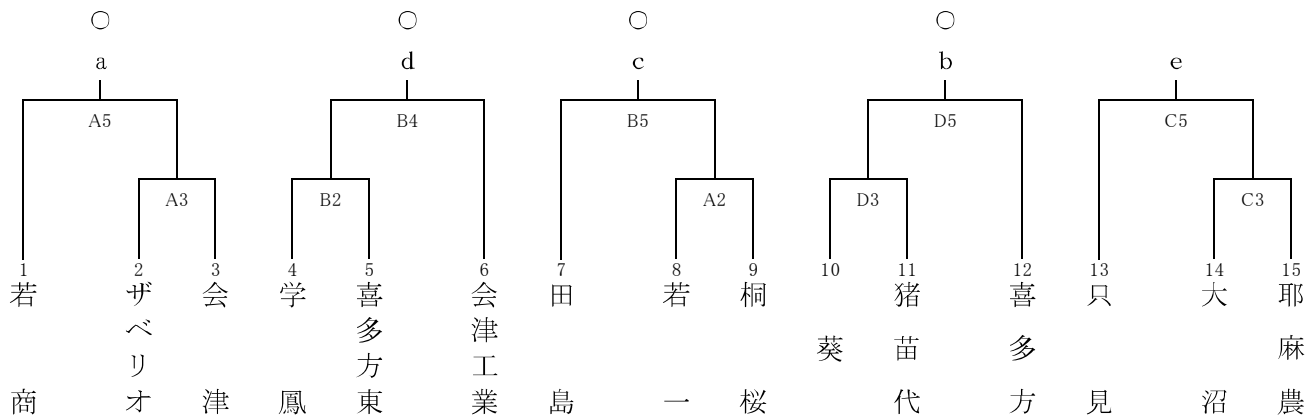 ○ ○ ○ ○
a d c b e
A5 B4 B5 D5 C5
A3 B2 A2 D3 C3
1 2 3 4 5 6 7 8 9 10 11 12 13 14 15
若商
ザベリオ
会津
学鳳
喜多方東
会津工業
田島
若一
桐桜
葵
猪苗代
喜多方
只見
大沼
耶麻農